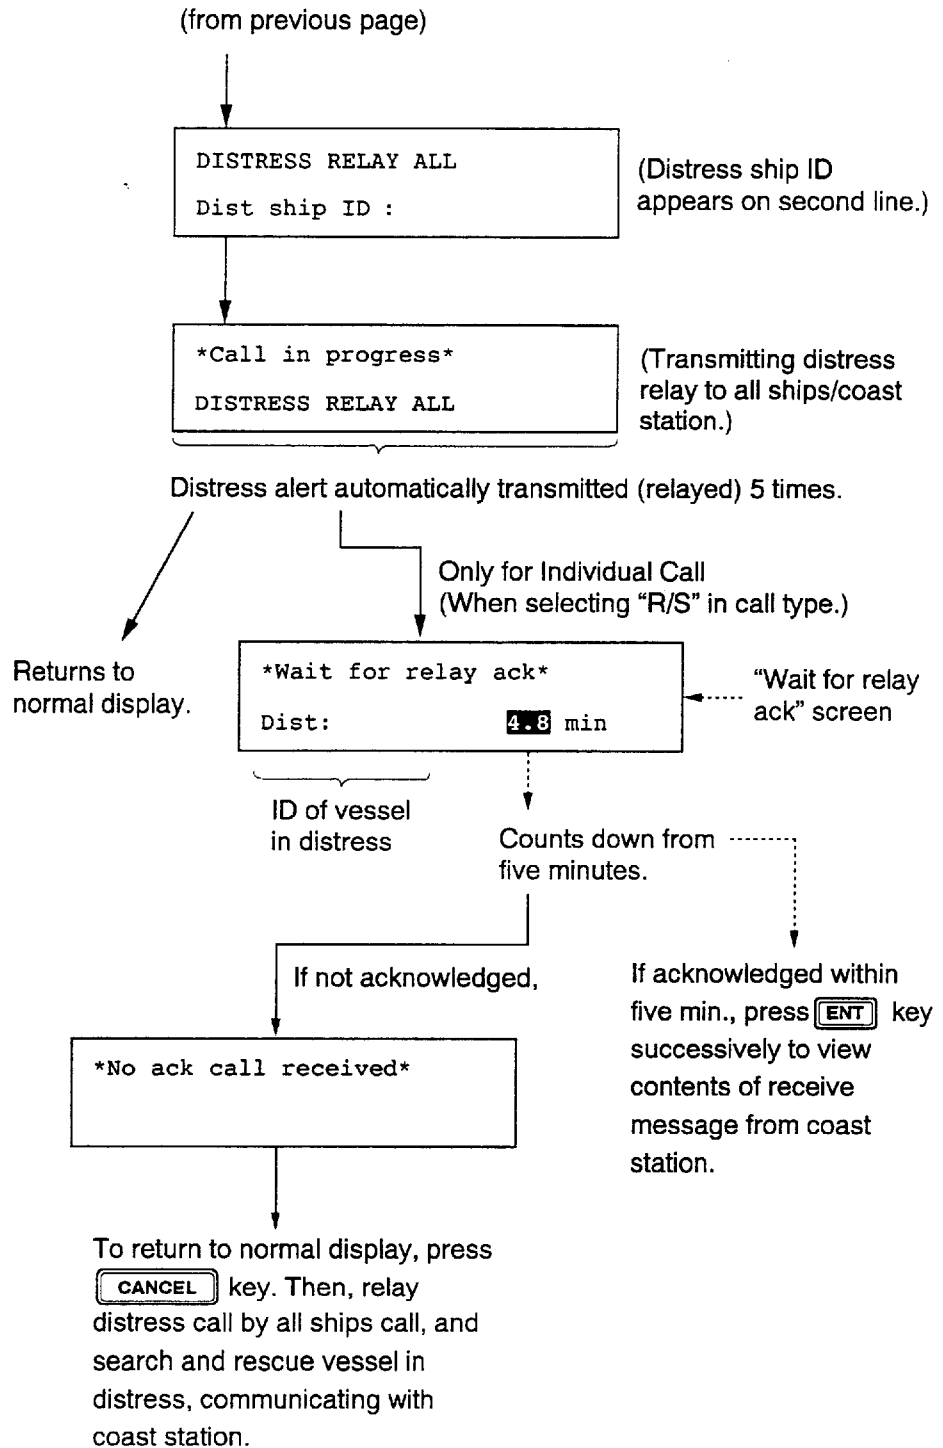 (from previous page)
DISTRESS RELAY ALL
Dist ship ID :
(Distress ship ID
appears on second line.)
*Call in progress*
DISTRESS RELAY ALL
(Transmitting distress
relay to all ships/coast
station.)
Distress alert automatically transmitted (relayed) 5 times.
Only for Individual Call
(When selecting “R/S” in call type.)
Returns to
normal display.
*Wait for relay ack*
Dist: 4.8 min
“Wait for relay
ack” screen
ID of vessel
in distress
Counts down from
five minutes.
If not acknowledged,
If acknowledged within
five min., press ENT key
successively to view
contents of receive
message from coast
station.
*No ack call received*
To return to normal display, press
CANCEL key. Then, relay
distress call by all ships call, and
search and rescue vessel in
distress, communicating with
coast station.